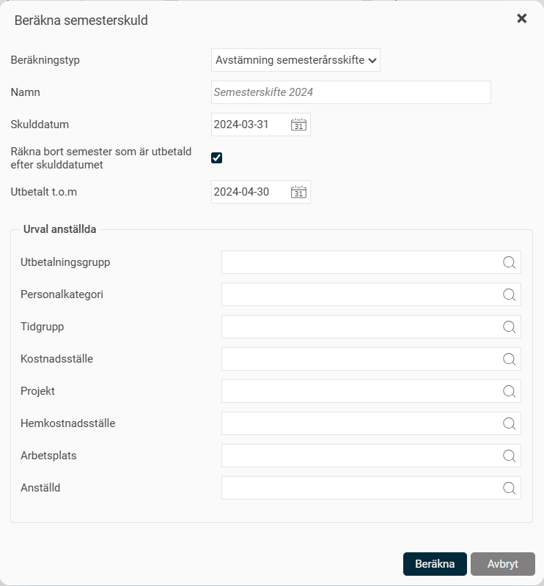 Beräkna semesterskuld
Beräkningstyp
Avstämning semesterårsskifte
Namn
Semesterskifte 2024
Skulddatum
2024-03-31
Räkna bort semester som är utbetald
efter skulddatumet
Utbetalt t.o.m
2024-04-30
Urval anställda
Utbetalningsgrupp
Personalkategori
Tidgrupp
Kostnadsställe
Projekt
Hemkostnadsställe
Arbetsplats
Anställd
Beräkna Avbryt